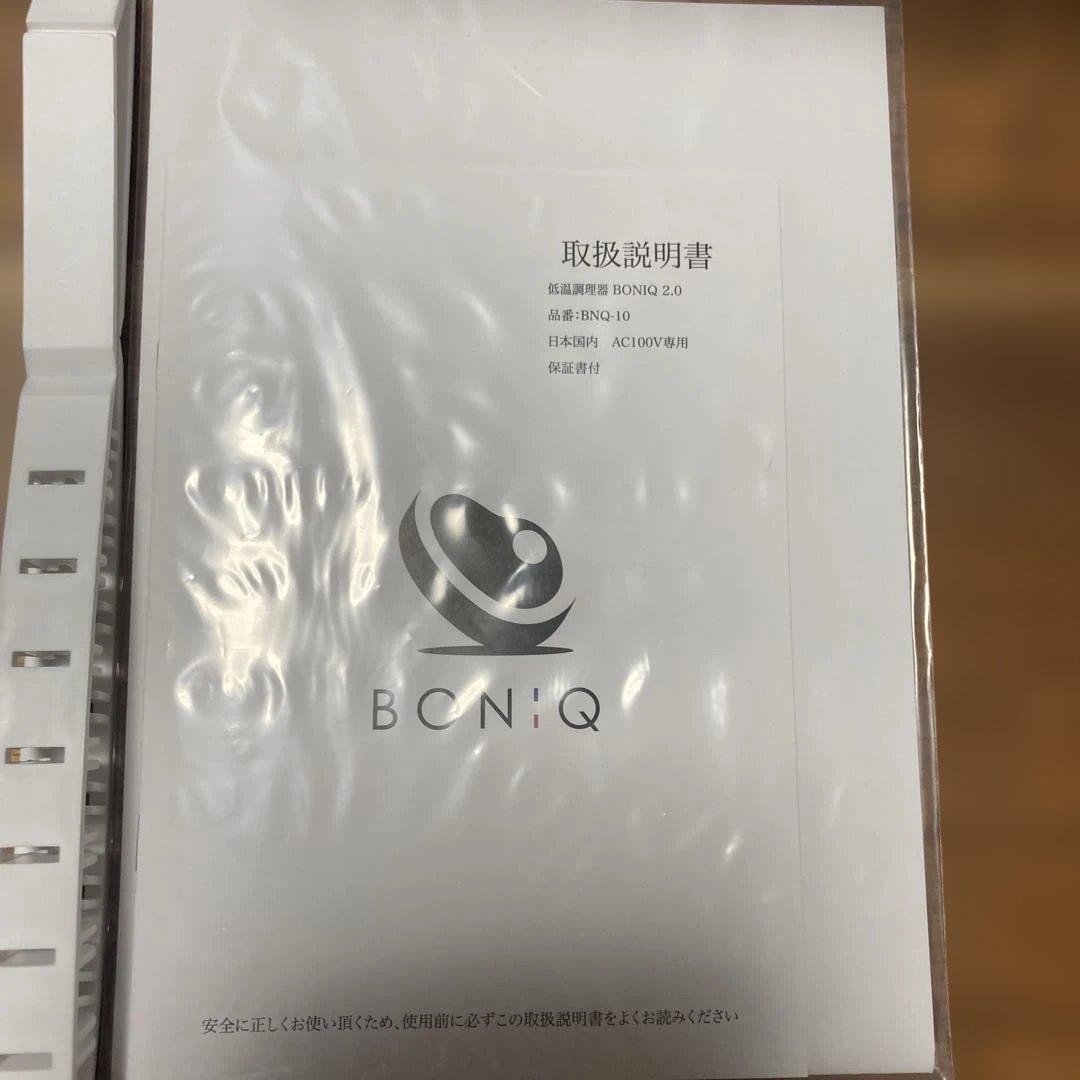 取扱説明書
低温調理器 BONIQ 2.0
品番：BNQ-10
日本国内　AC100V専用
保証書付
BONIQ
安全に正しくお使い頂くため、使用前に必ずこの取扱説明書をよくお読みください